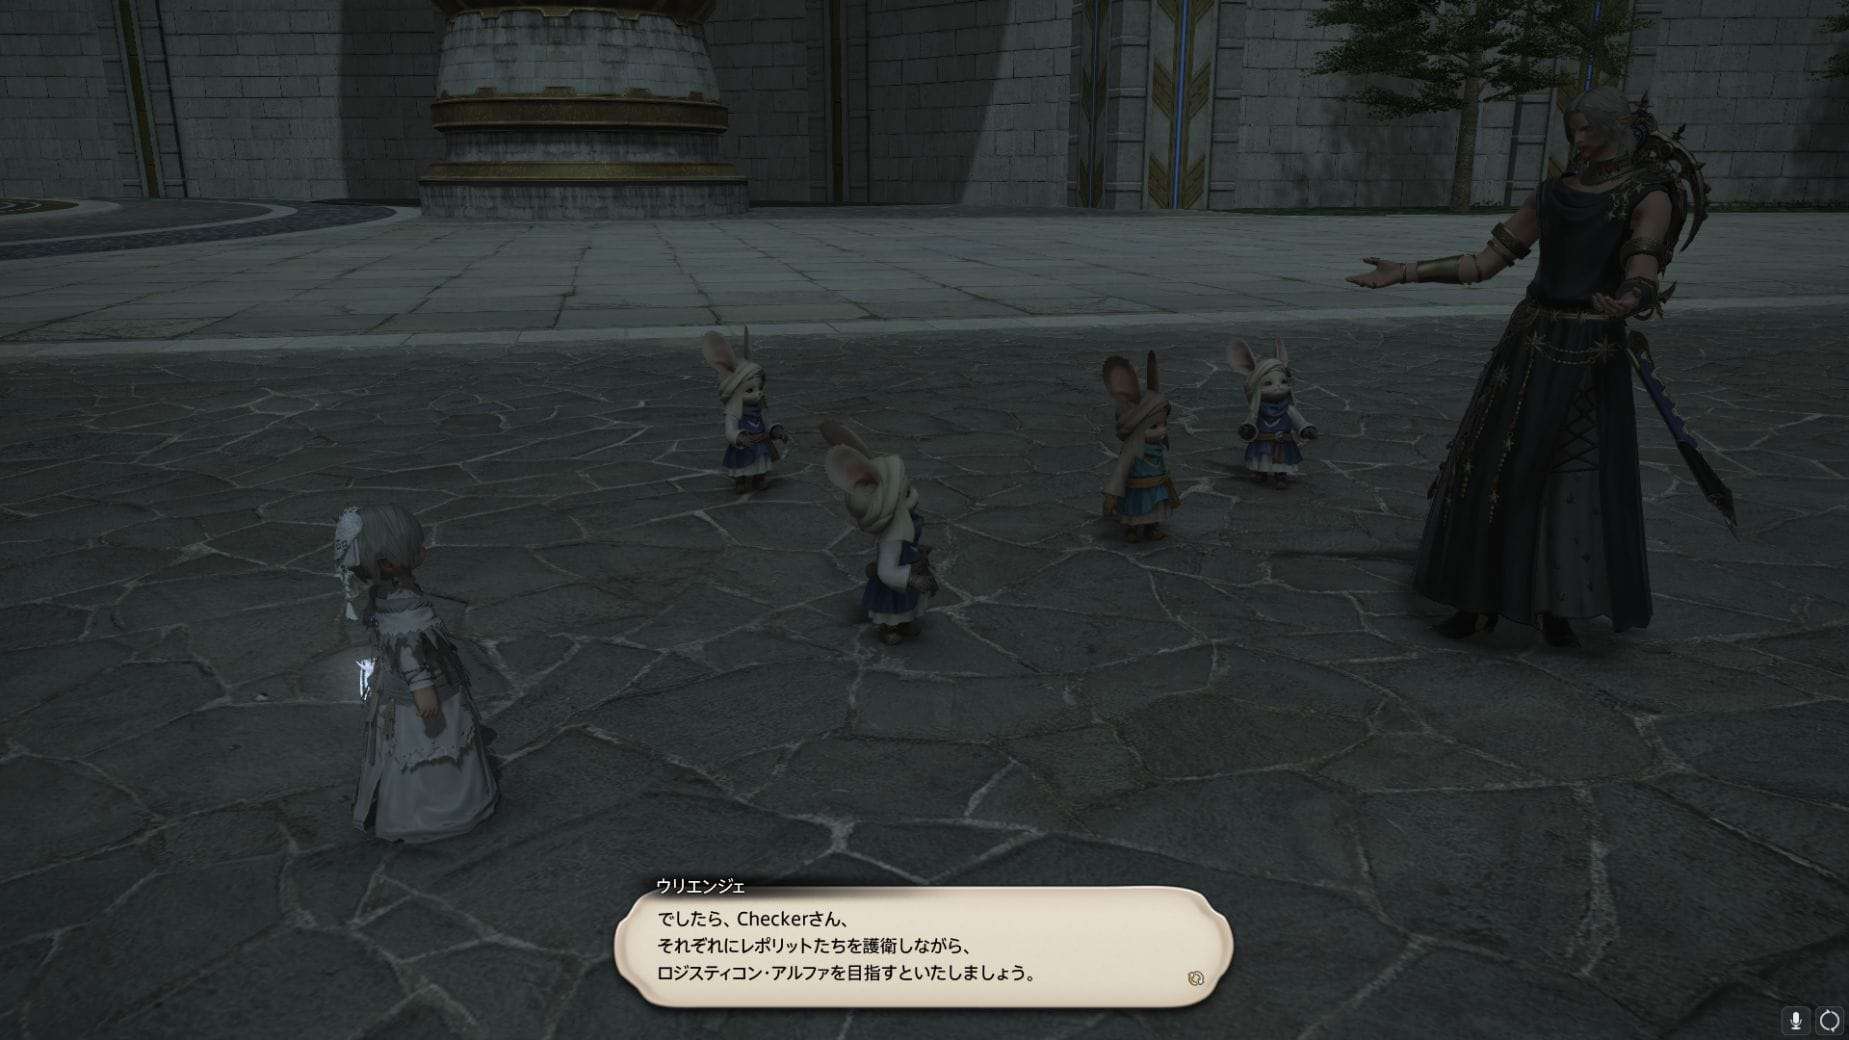 ウリエンジェ
でしたら、Checkerさん、
それぞれにレポリットたちを護衛しながら、
ロジスティコン・アルファを目指すといたしましょう。